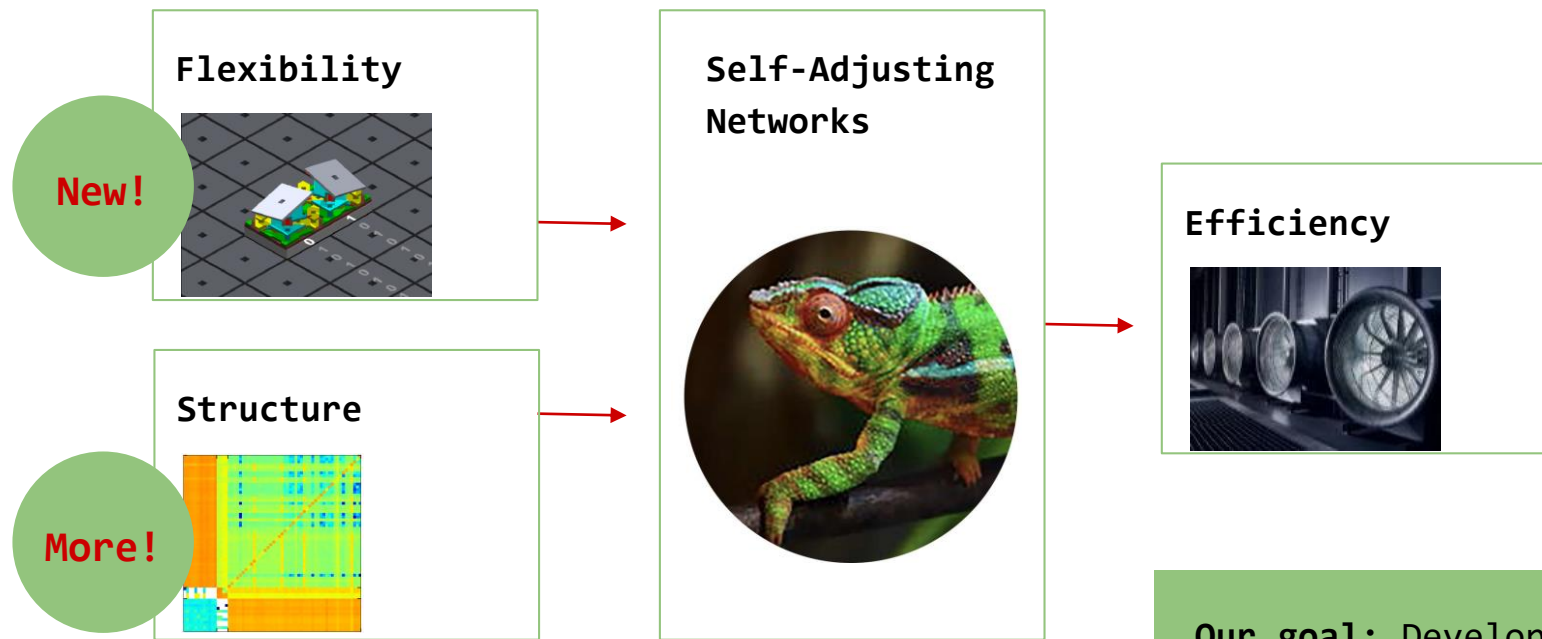 Flexibility
New!
Self-Adjusting
Networks
Efficiency
Structure
More!
Our goal: Develop